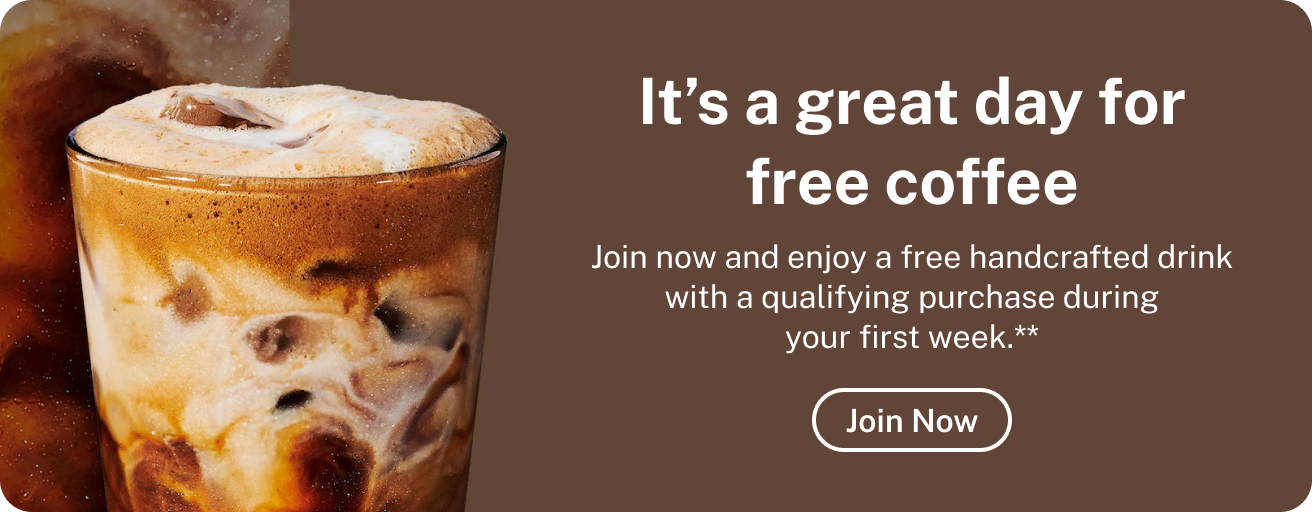 It’s a great day for
free coffee
Join now and enjoy a free handcrafted drink
with a qualifying purchase during
your first week.**
Join Now